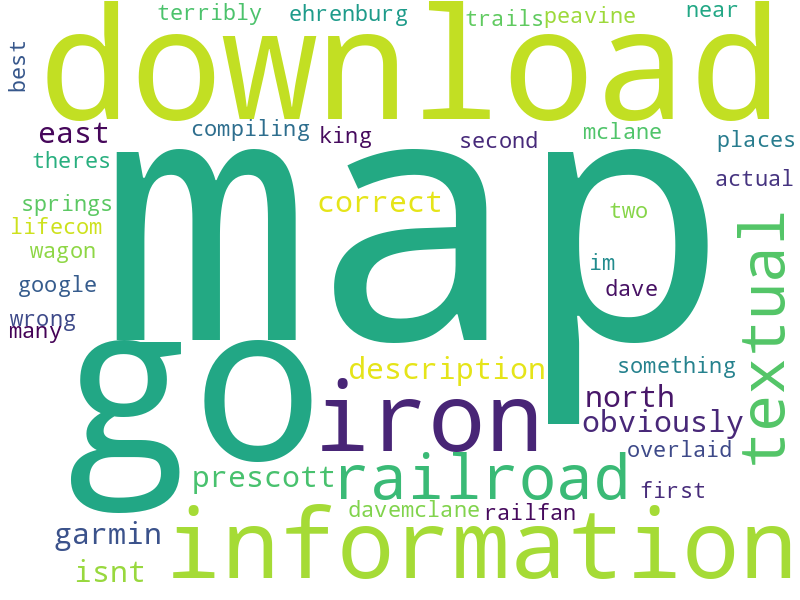 terribly ehrenburg trails peavine near
best download
east compiling king second mclane places
theres map actual
springs correct two
lifecom
wagon im
google dave textual
wrong
many
go description something
iron north
obviously
prescott railroad overlaid
first
davemclane railfan
garmin information
isnt